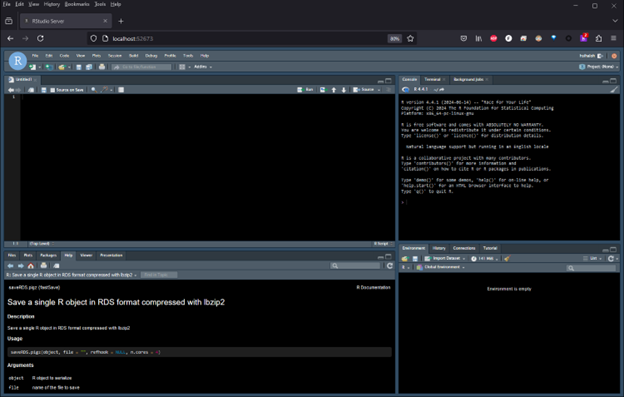 File Edit View History Bookmarks Tools Help
RStudio Server
localhost:52673
90%
File Edit Code View Plots Session Build Debug Profile Tools Help
Go to file/function
Addins
Project: (None)
Untitled1
Source on Save
Run
Source
1
1:1
(Top Level)
R Script
Console Terminal Background Jobs
R 4.4.1
R version 4.4.1 (2024-06-14) -- "Race for Your Life"
Copyright (C) 2024 The R Foundation for Statistical Computing
Platform: x86_64-pc-linux-gnu
R is free software and comes with ABSOLUTELY NO WARRANTY.
You are welcome to redistribute it under certain conditions.
Type 'license()' or 'licence()' for distribution details.
Natural language support but running in an English locale
R is a collaborative project with many contributors.
Type 'contributors()' for more information and
'citation()' on how to cite R or R packages in publications.
Type 'demo()' for some demos, 'help()' for on-line help, or
'help.start()' for an HTML browser interface to help.
Type 'q()' to quit R.
>
Files Plots Packages Help Viewer Presentation
R: Save a single R object in RDS format compressed with lbzip2
Find in Topic
saveRDS.pigz {fastSave}
R Documentation
Save a single R object in RDS format compressed with lbzip2
Description
Save a single R object in RDS format compressed with lbzip2
Usage
saveRDS.pigz(object, file = "", refhook = NULL, n.cores = 4)
Arguments
object R object to serialize
file name of the file to save
Environment History Connections Tutorial
Import Dataset
List
R
Global Environment
Environment is empty